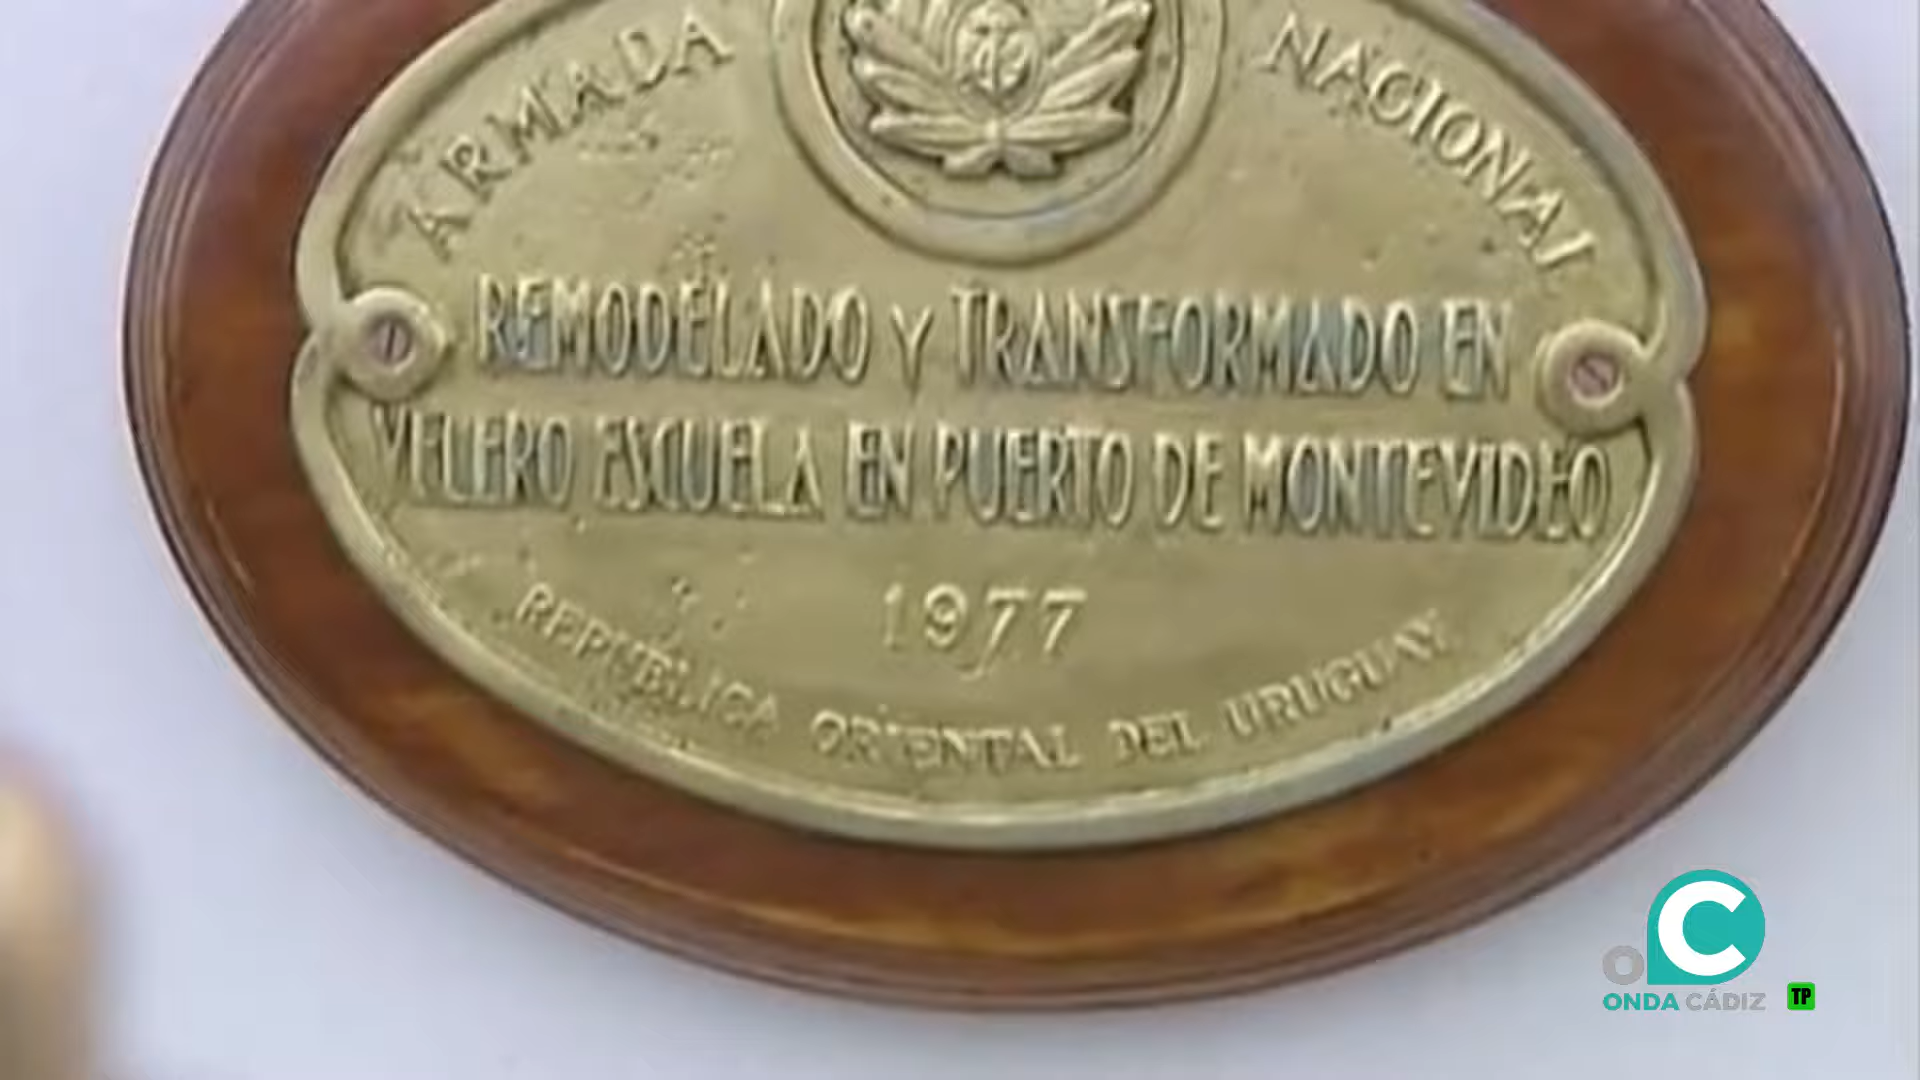 ARMADA NACIONAL
REMODELADO Y TRANSFORMADO EN
VELERO ESCUELA EN PUERTO DE MONTEVIDEO
1977
REPUBLICA ORIENTAL DEL URUGUAY
OC
ONDA CÁDIZ TP